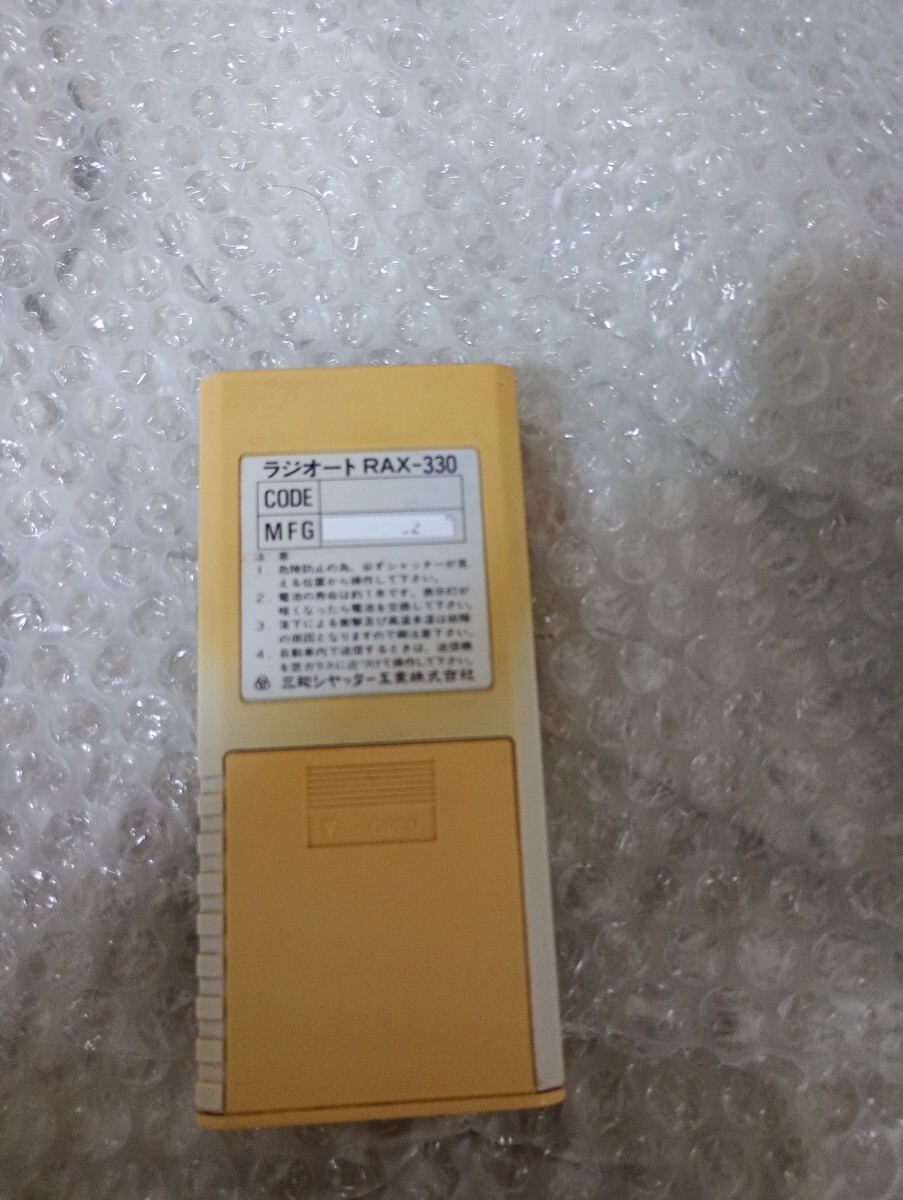 ラジオート RAX-330
CODE
MFG
2
注 意
1. 危険防止の為、必ずシャッターが見
える位置から操作して下さい。
2. 電池の寿命は約1年です。表示灯が
暗くなったら電池を交換して下さい。
3. 落下による衝撃及び高温多湿は故障
の原因となりますので御注意下さい。
4. 自動車内で送信するときは、送信機
を窓ガラスに近づけて操作して下さい。
三和シヤッター工業株式会社